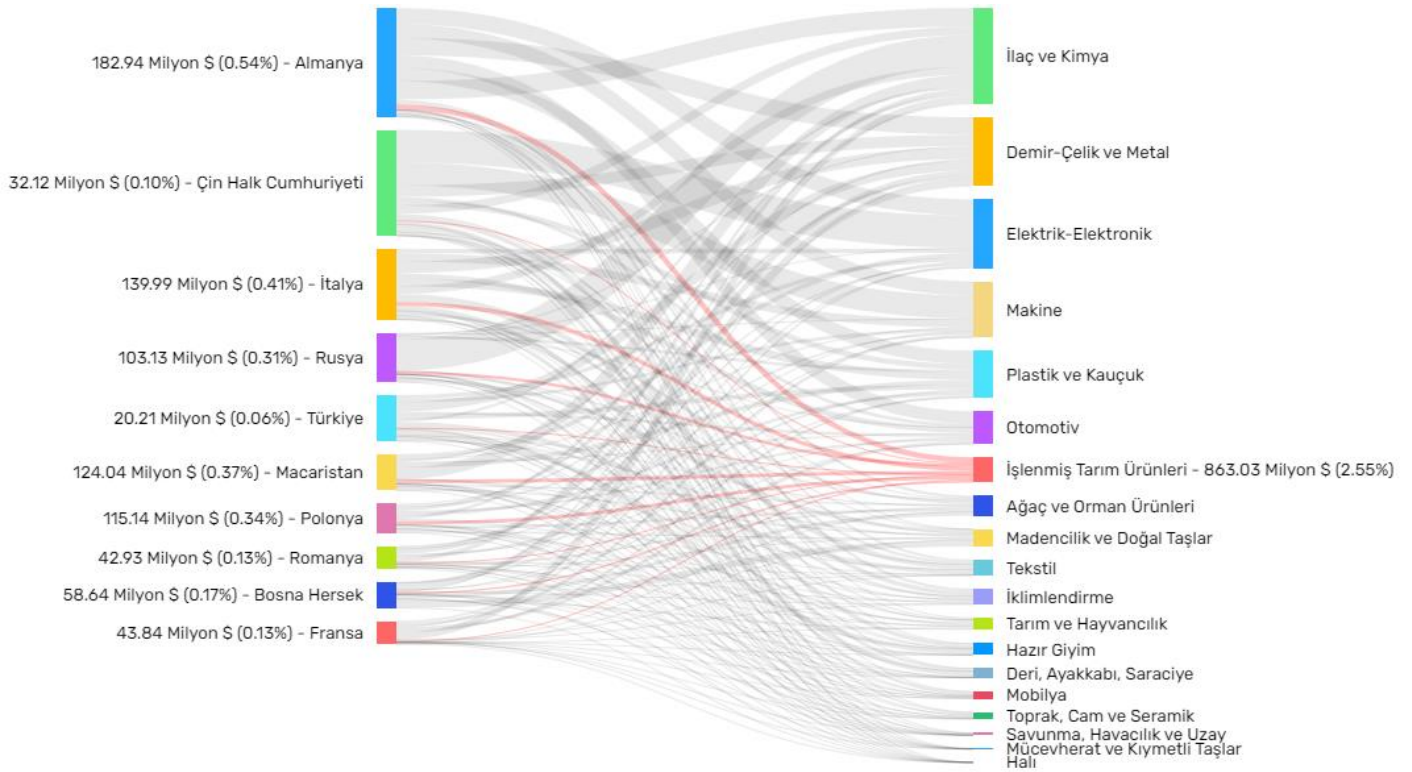 182.94 Milyon $ (0.54%) - Almanya
32.12 Milyon $ (0.10%) - Çin Halk Cumhuriyeti
139.99 Milyon $ (0.41%) - İtalya
103.13 Milyon $ (0.31%) - Rusya
20.21 Milyon $ (0.06%) - Türkiye
124.04 Milyon $ (0.37%) - Macaristan
115.14 Milyon $ (0.34%) - Polonya
42.93 Milyon $ (0.13%) - Romanya
58.64 Milyon $ (0.17%) - Bosna Hersek
43.84 Milyon $ (0.13%) - Fransa
İlaç ve Kimya
Demir-Çelik ve Metal
Elektrik-Elektronik
Makine
Plastik ve Kauçuk
Otomotiv
İşlenmiş Tarım Ürünleri - 863.03 Milyon $ (2.55%)
Ağaç ve Orman Ürünleri
Madencilik ve Doğal Taşlar
Tekstil
İklimlendirme
Tarım ve Hayvancılık
Hazır Giyim
Deri, Ayakkabı, Saraciye
Mobilya
Toprak, Cam ve Seramik
Savunma, Havacılık ve Uzay
Mücevherat ve Kıymetli Taşlar
Halı